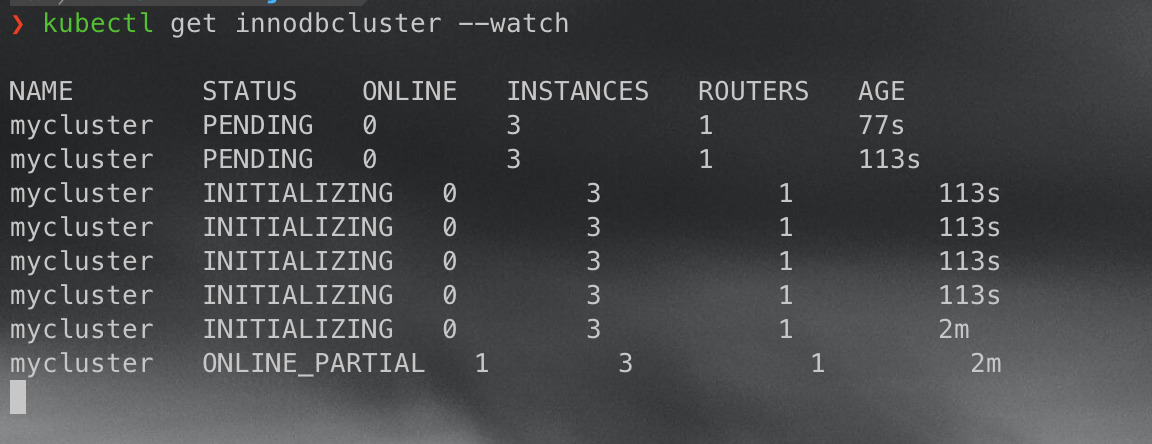 ❯ kubectl get innodbcluster --watch
NAME STATUS ONLINE INSTANCES ROUTERS AGE
mycluster PENDING 0 3 1 77s
mycluster PENDING 0 3 1 113s
mycluster INITIALIZING 0 3 1 113s
mycluster INITIALIZING 0 3 1 113s
mycluster INITIALIZING 0 3 1 113s
mycluster INITIALIZING 0 3 1 113s
mycluster INITIALIZING 0 3 1 2m
mycluster ONLINE_PARTIAL 1 3 1 2m